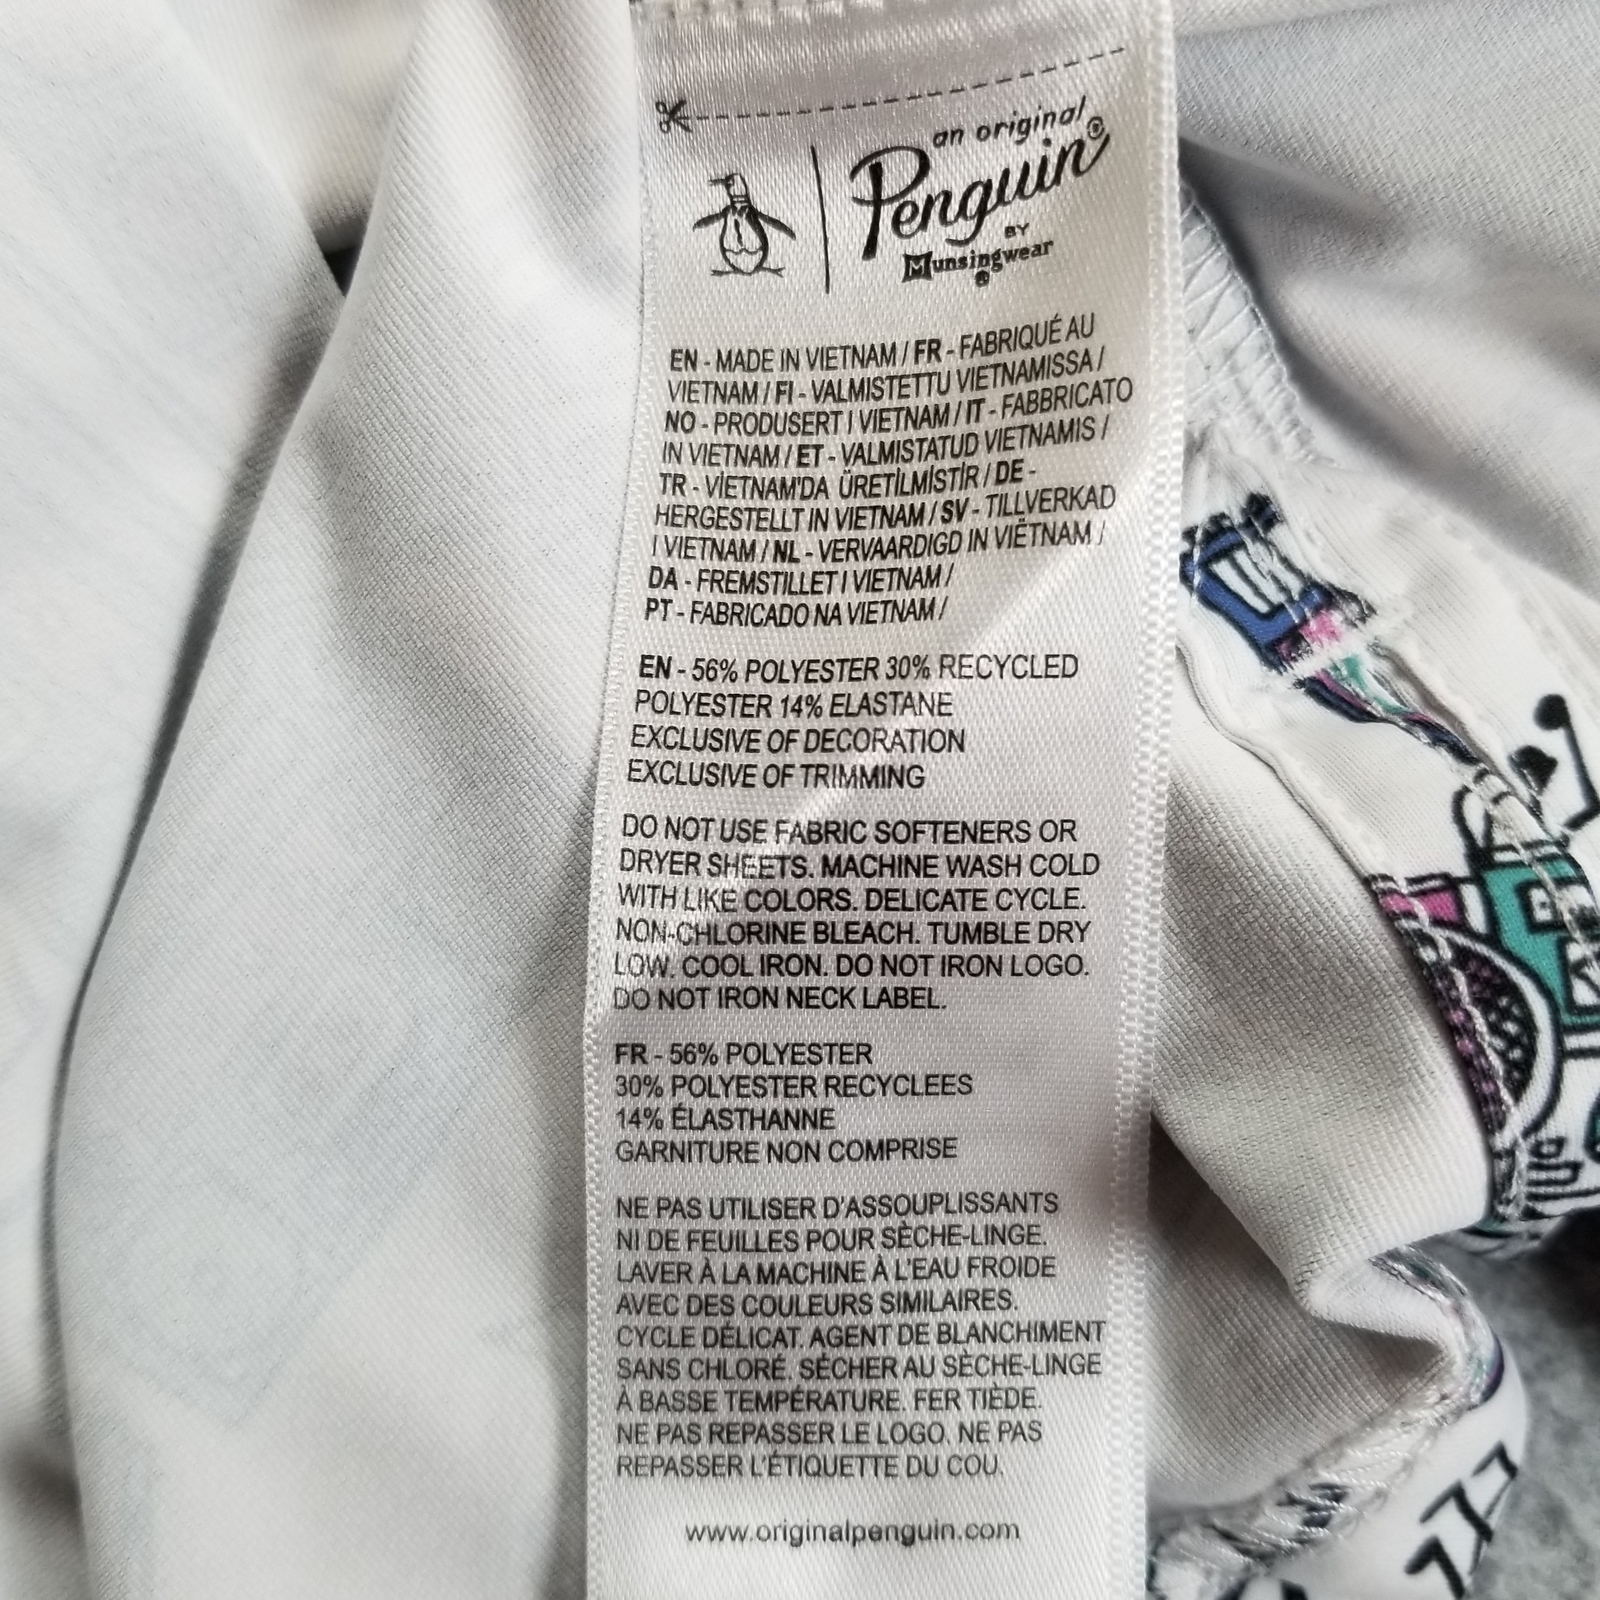 an original
Penguin®
BY
Munsingwear
®
EN - MADE IN VIETNAM / FR - FABRIQUÉ AU
VIETNAM / FI - VALMISTETTU VIETNAMISSA /
NO - PRODUSERT I VIETNAM / IT - FABBRICATO
IN VIETNAM / ET - VALMISTATUD VIETNAMIS /
TR - VİETNAM'DA ÜRETİLMİSTİR / DE -
HERGESTELLT IN VIETNAM / SV - TILLVERKAD
I VIETNAM / NL - VERVAARDIGD IN VIËTNAM /
DA - FREMSTILLET I VIETNAM /
PT - FABRICADO NA VIETNAM /
EN - 56% POLYESTER 30% RECYCLED
POLYESTER 14% ELASTANE
EXCLUSIVE OF DECORATION
EXCLUSIVE OF TRIMMING
DO NOT USE FABRIC SOFTENERS OR
DRYER SHEETS. MACHINE WASH COLD
WITH LIKE COLORS. DELICATE CYCLE.
NON-CHLORINE BLEACH. TUMBLE DRY
LOW. COOL IRON. DO NOT IRON LOGO.
DO NOT IRON NECK LABEL.
FR - 56% POLYESTER
30% POLYESTER RECYCLEES
14% ÉLASTHANNE
GARNITURE NON COMPRISE
NE PAS UTILISER D'ASSOUPLISSANTS
NI DE FEUILLES POUR SÈCHE-LINGE.
LAVER À LA MACHINE À L'EAU FROIDE
AVEC DES COULEURS SIMILAIRES.
CYCLE DÉLICAT. AGENT DE BLANCHIMENT
SANS CHLORÉ. SÉCHER AU SÈCHE-LINGE
À BASSE TEMPÉRATURE. FER TIÈDE.
NE PAS REPASSER LE LOGO. NE PAS
REPASSER L'ÉTIQUETTE DU COU.
www.originalpenguin.com